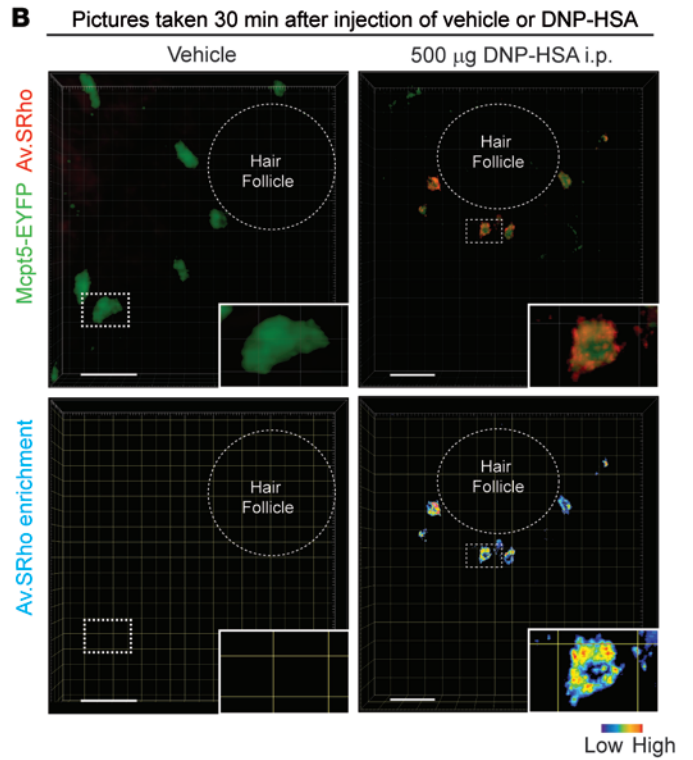 B
Pictures taken 30 min after injection of vehicle or DNP-HSA
Vehicle
500 µg DNP-HSA i.p.
Mcpt5-EYFP Av.SRho
Hair
Follicle
Hair
Follicle
Av.SRho enrichment
Hair
Follicle
Hair
Follicle
Low High